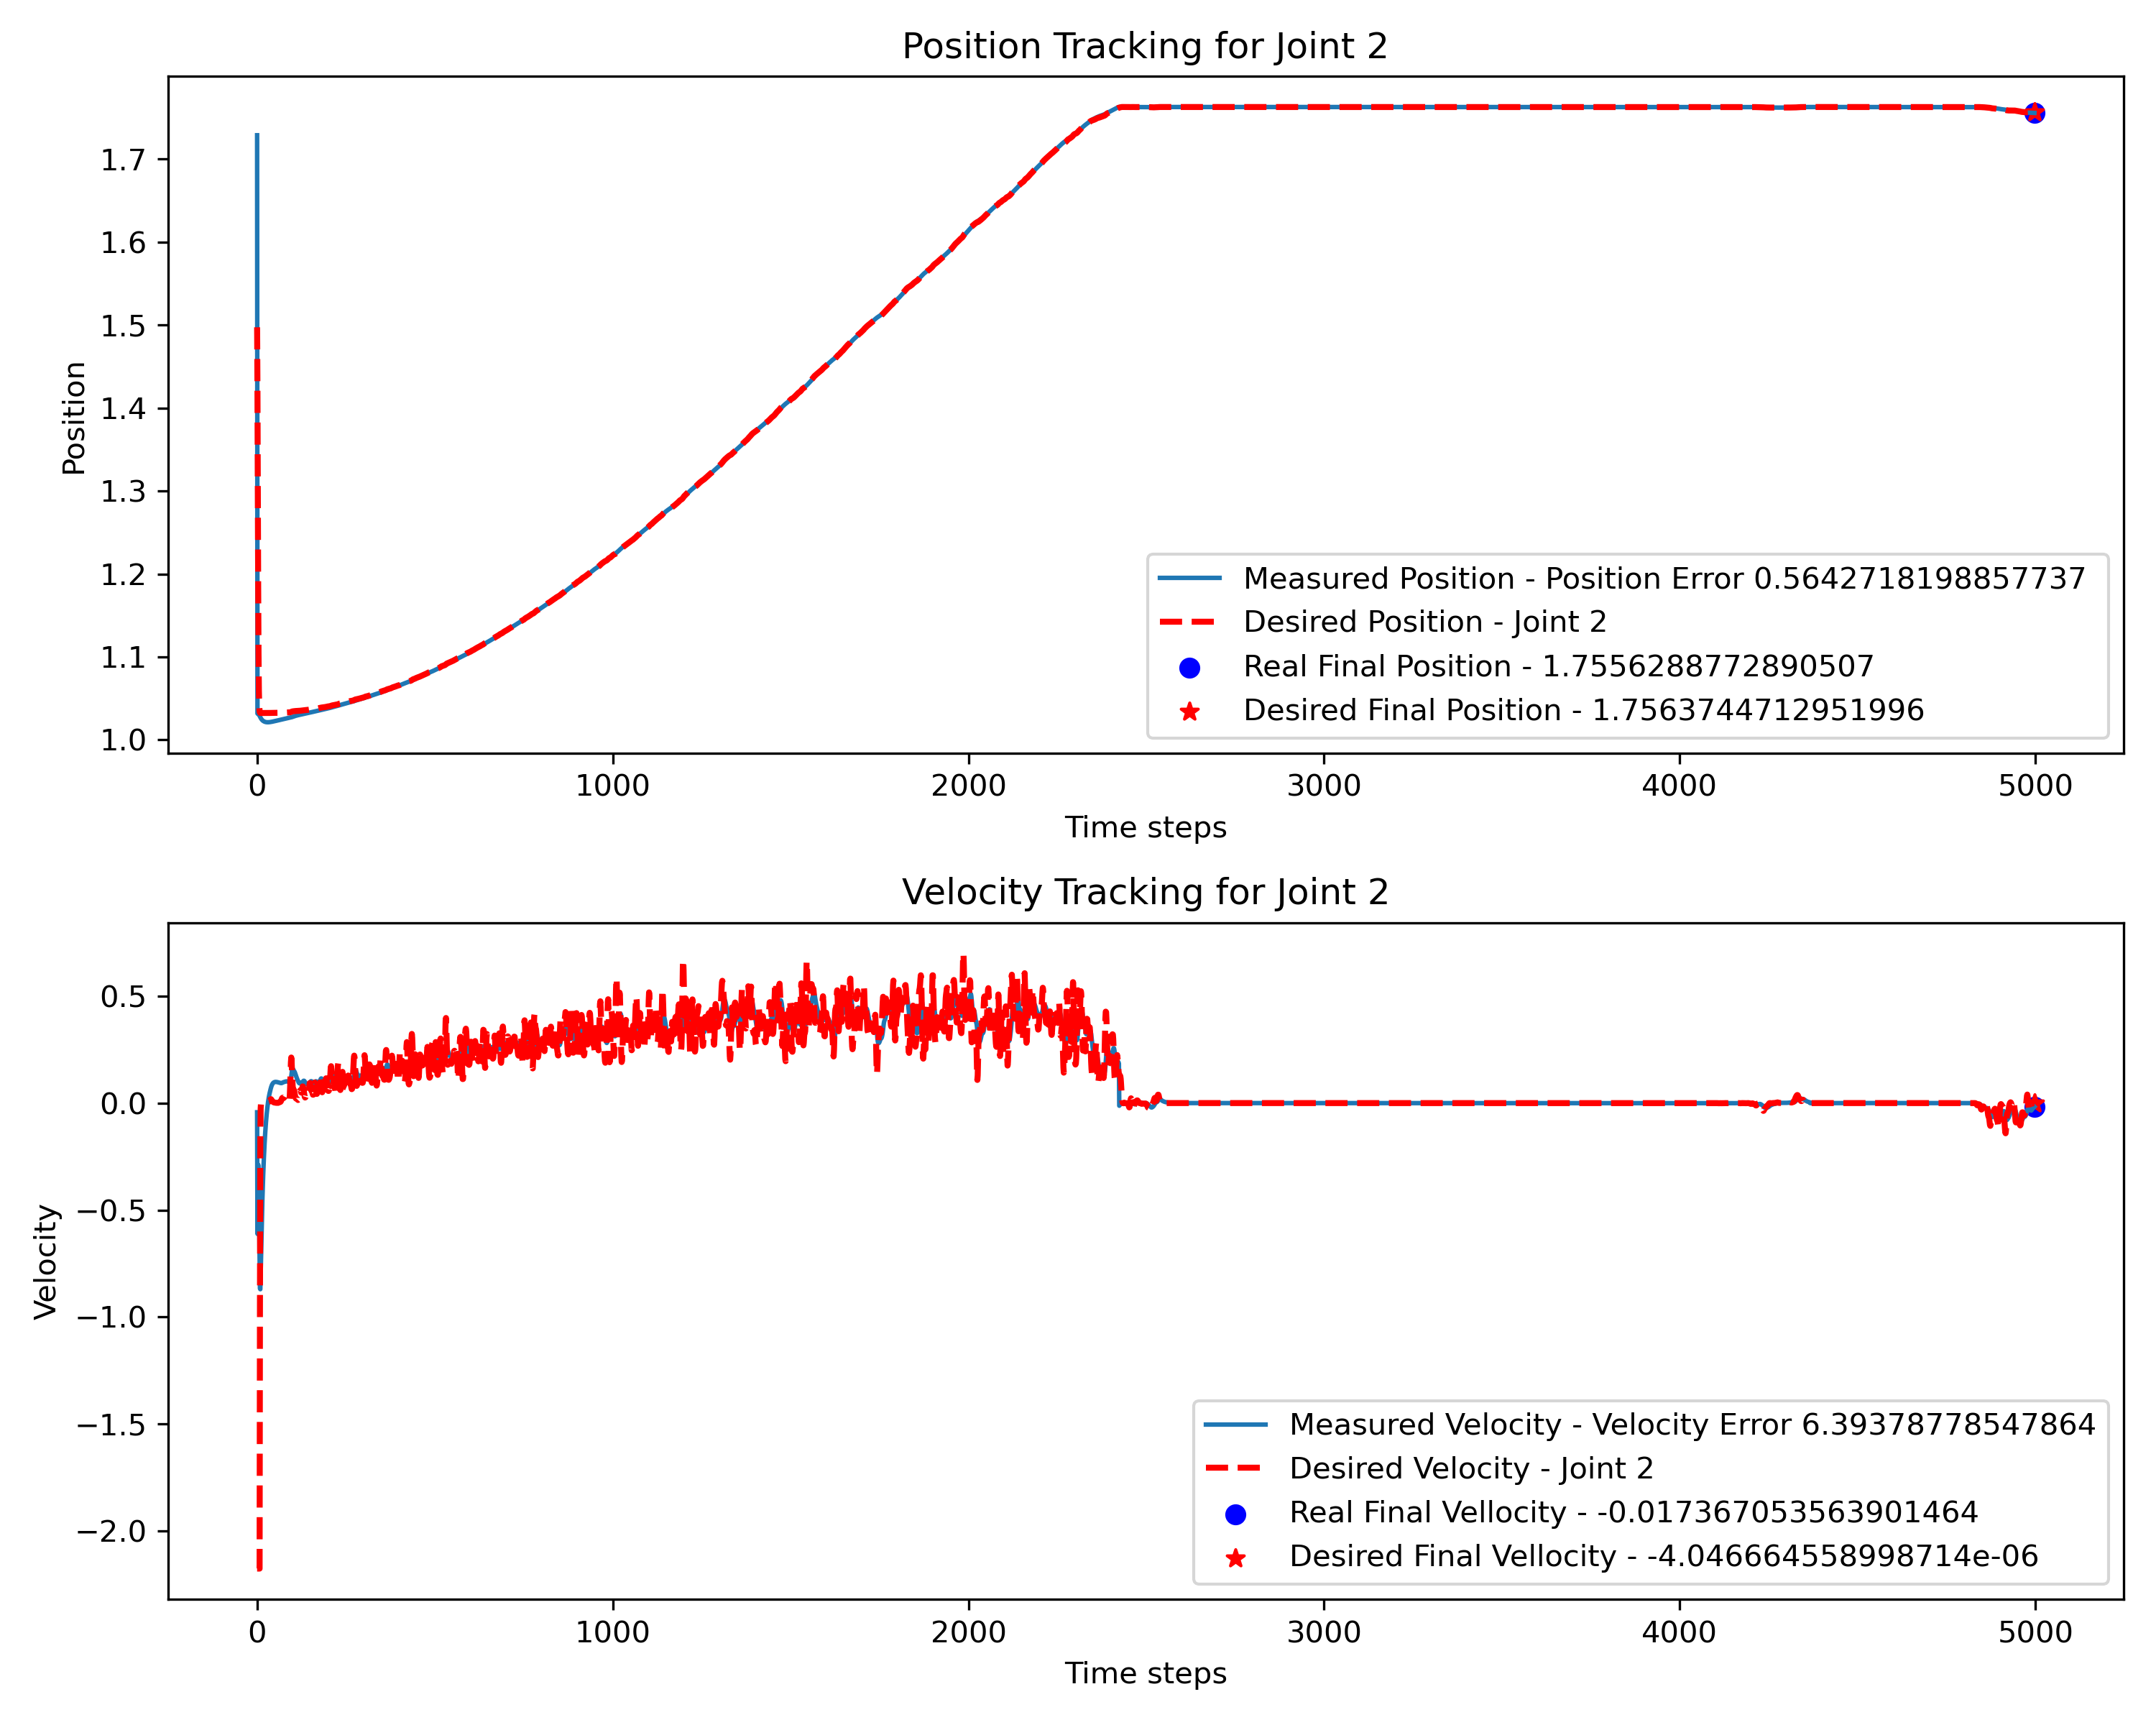 Position Tracking for Joint 2
1.7
1.6
1.5
1.4
1.3
1.2
1.1
1.0
Position
Measured Position - Position Error 0.5642718198857737
Desired Position - Joint 2
Real Final Position - 1.7556288772890507
Desired Final Position - 1.7563744712951996
0 1000 2000 3000 4000 5000
Time steps
Velocity Tracking for Joint 2
0.5
0.0
−0.5
−1.0
−1.5
−2.0
Velocity
Measured Velocity - Velocity Error 6.39378778547864
Desired Velocity - Joint 2
Real Final Vellocity - -0.017367053563901464
Desired Final Vellocity - -4.046664558998714e-06
0 1000 2000 3000 4000 5000
Time steps